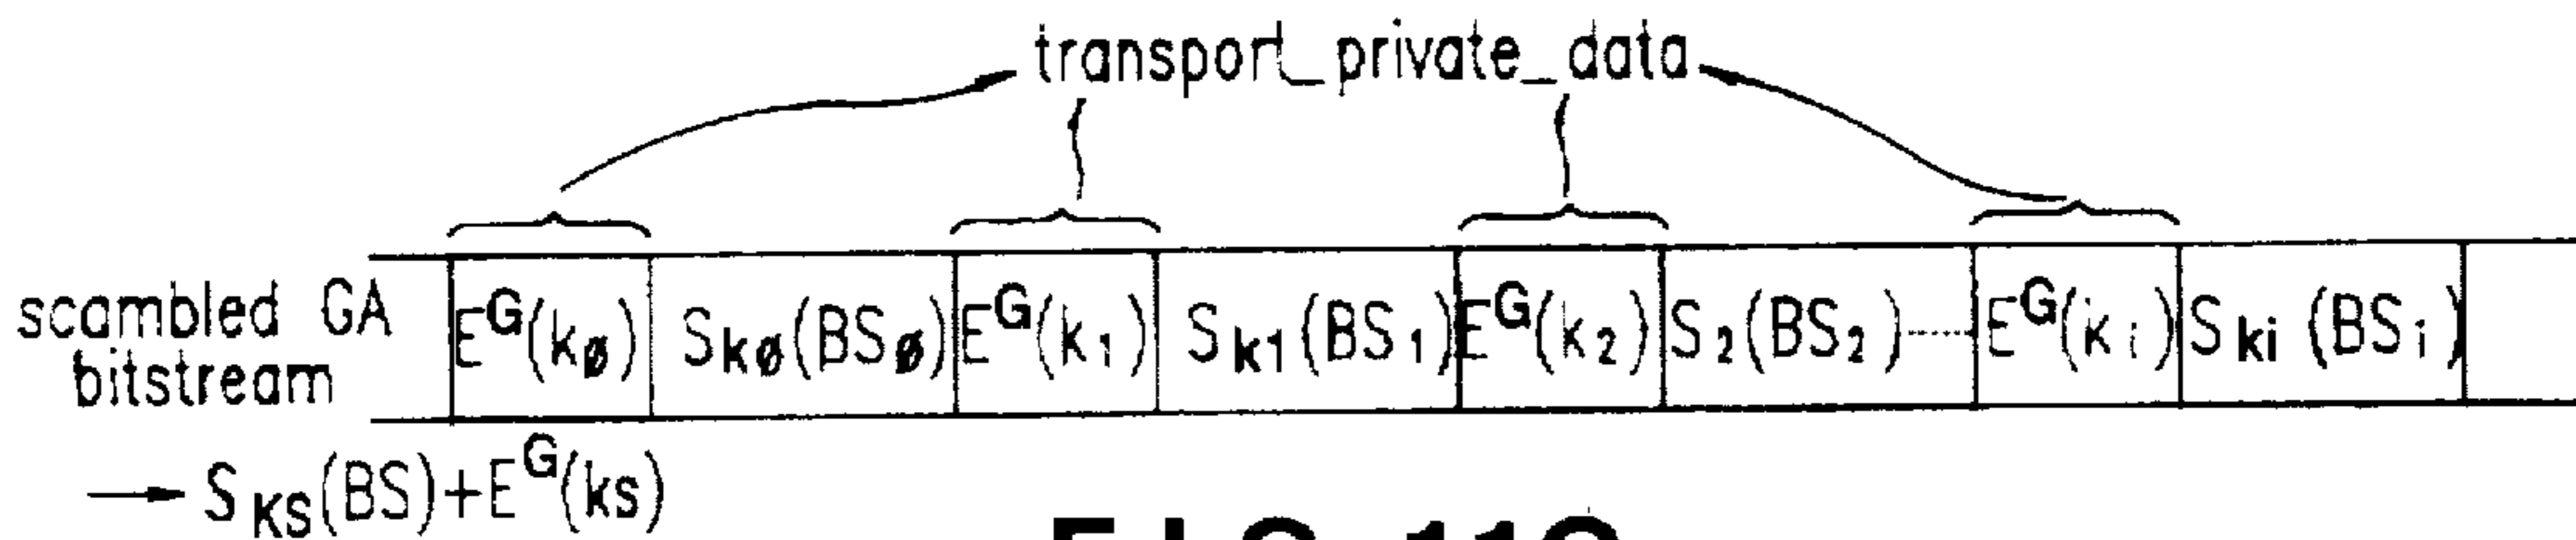 transport_private_data
scambled GA
bitstream
E^G(kø) Skø(BSø) E^G(k1) Sk1(BS1) E^G(k2) S2(BS2) ------ E^G(ki) Ski (BSi)
→ SKS(BS)+E^G(ks)